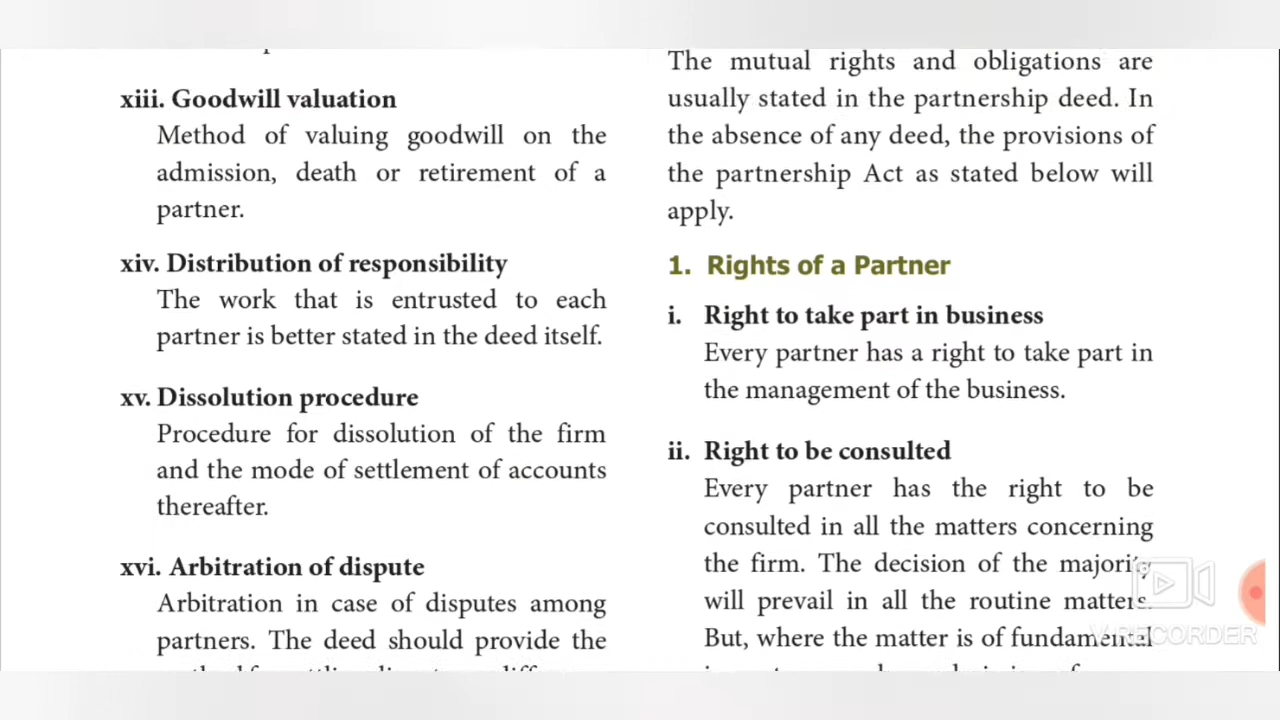 xiii. Goodwill valuation
Method of valuing goodwill on the
admission, death or retirement of a
partner.
xiv. Distribution of responsibility
The work that is entrusted to each
partner is better stated in the deed itself.
xv. Dissolution procedure
Procedure for dissolution of the firm
and the mode of settlement of accounts
thereafter.
xvi. Arbitration of dispute
Arbitration in case of disputes among
partners. The deed should provide the
The mutual rights and obligations are
usually stated in the partnership deed. In
the absence of any deed, the provisions of
the partnership Act as stated below will
apply.
1. Rights of a Partner
i. Right to take part in business
Every partner has a right to take part in
the management of the business.
ii. Right to be consulted
Every partner has the right to be
consulted in all the matters concerning
the firm. The decision of the majority
will prevail in all the routine matters.
But, where the matter is of fundamental
V RECORDER